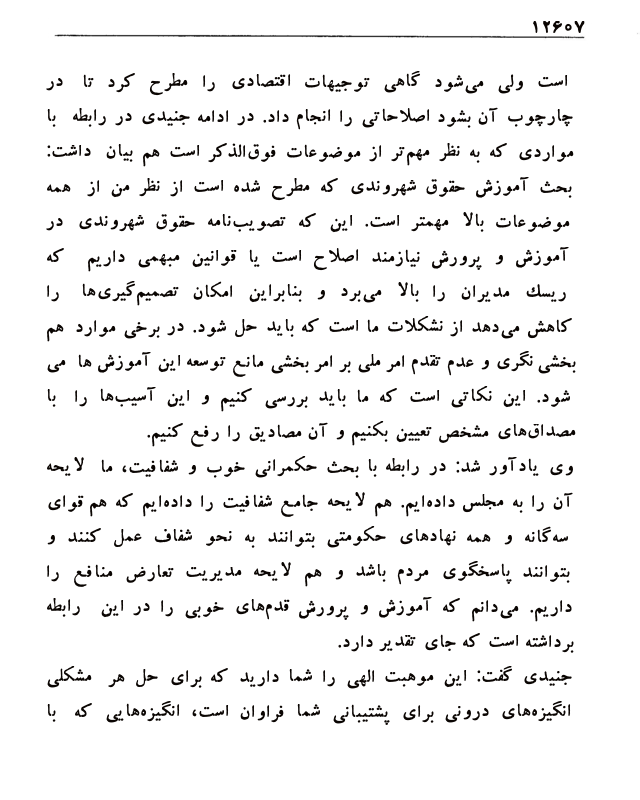 ۱۲۶۰۷
است ولی می‌شود گاهی توجیهات اقتصادی را مطرح کرد تا در
چارچوب آن بشود اصلاحاتی را انجام داد. در ادامه جنیدی در رابطه با
مواردی که به نظر مهم‌تر از موضوعات فوق‌الذکر است هم بیان داشت:
بحث آموزش حقوق شهروندی که مطرح شده است از نظر من از همه
موضوعات بالا مهمتر است. این که تصویب‌نامه حقوق شهروندی در
آموزش و پرورش نیازمند اصلاح است یا قوانین مبهمی داریم که
ریسك مدیران را بالا می‌برد و بنابراین امکان تصمیم‌گیری‌ها را
کاهش می‌دهد از نشکلات ما است که باید حل شود. در برخی موارد هم
بخشی نگری و عدم تقدم امر ملی بر امر بخشی مانع توسعه این آموزش ها می
شود. این نکاتی است که ما باید بررسی کنیم و این آسیب‌ها را با
مصداق‌های مشخص تعیین بکنیم و آن مصادیق را رفع کنیم.
وی یادآور شد: در رابطه با بحث حکمرانی خوب و شفافیت، ما لایحه
آن را به مجلس داده‌ایم. هم لایحه جامع شفافیت را داده‌ایم که هم قوای
سه‌گانه و همه نهادهای حکومتی بتوانند به نحو شفاف عمل کنند و
بتوانند پاسخگوی مردم باشد و هم لایحه مدیریت تعارض منافع را
داریم. می‌دانم که آموزش و پرورش قدم‌های خوبی را در این رابطه
برداشته است که جای تقدیر دارد.
جنیدی گفت: این موهبت الهی را شما دارید که برای حل هر مشکلی
انگیزه‌های درونی برای پشتیبانی شما فراوان است، انگیزه‌هایی که با